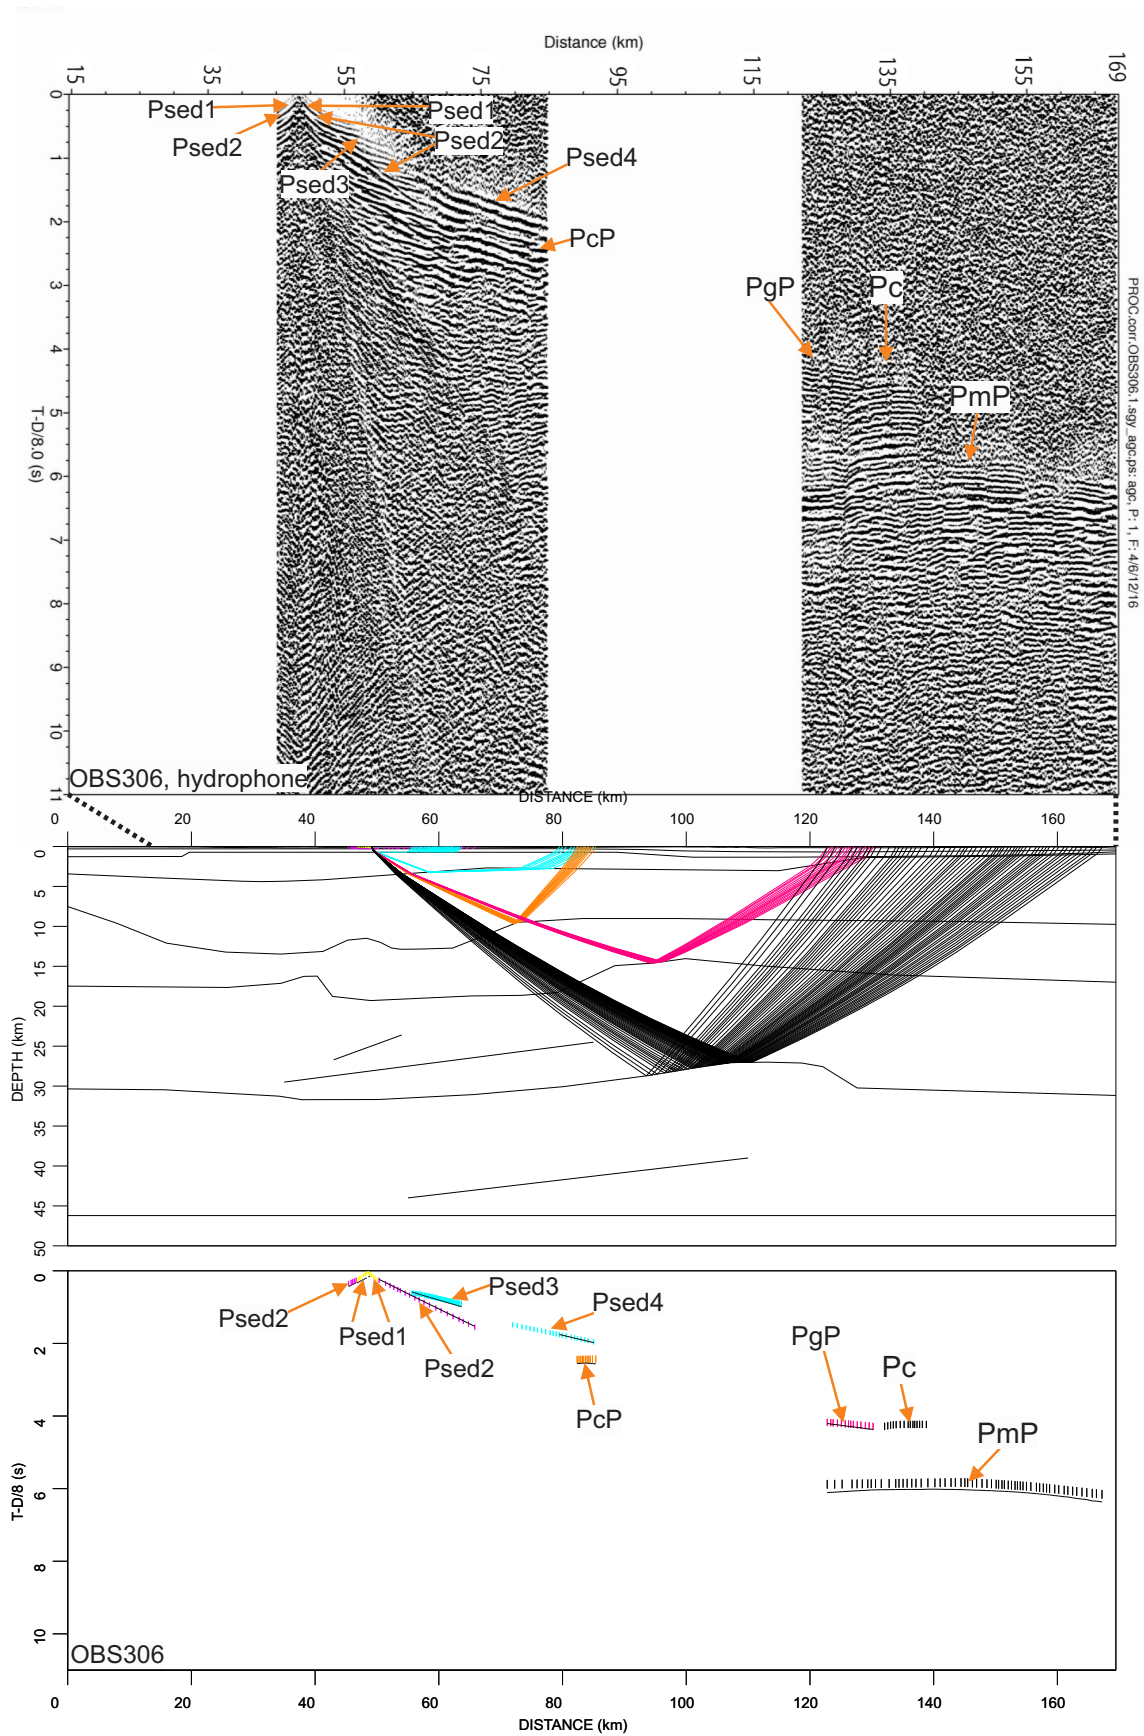 Distance (km)
15 35 55 75 95 115 135 155 169
0
1
2
3
4
5
6
7
8
9
10
11
T-D/8.0 (s)
Psed1
Psed1
Psed2
Psed2
Psed3
Psed4
PcP
PgP
Pc
PmP
PROC.corr.OBS306.1.sgy_agc.ps: agc, P: 1, F: 4/6/12/16
OBS306, hydrophone
DISTANCE (km)
0 20 40 60 80 100 120 140 160
0
5
10
15
20
25
30
35
40
45
50
DEPTH (km)
0
2
4
6
8
10
T-D/8 (s)
Psed2
Psed1
Psed3
Psed2
Psed4
PcP
PgP
Pc
PmP
OBS306
0 20 40 60 80 100 120 140 160
DISTANCE (km)